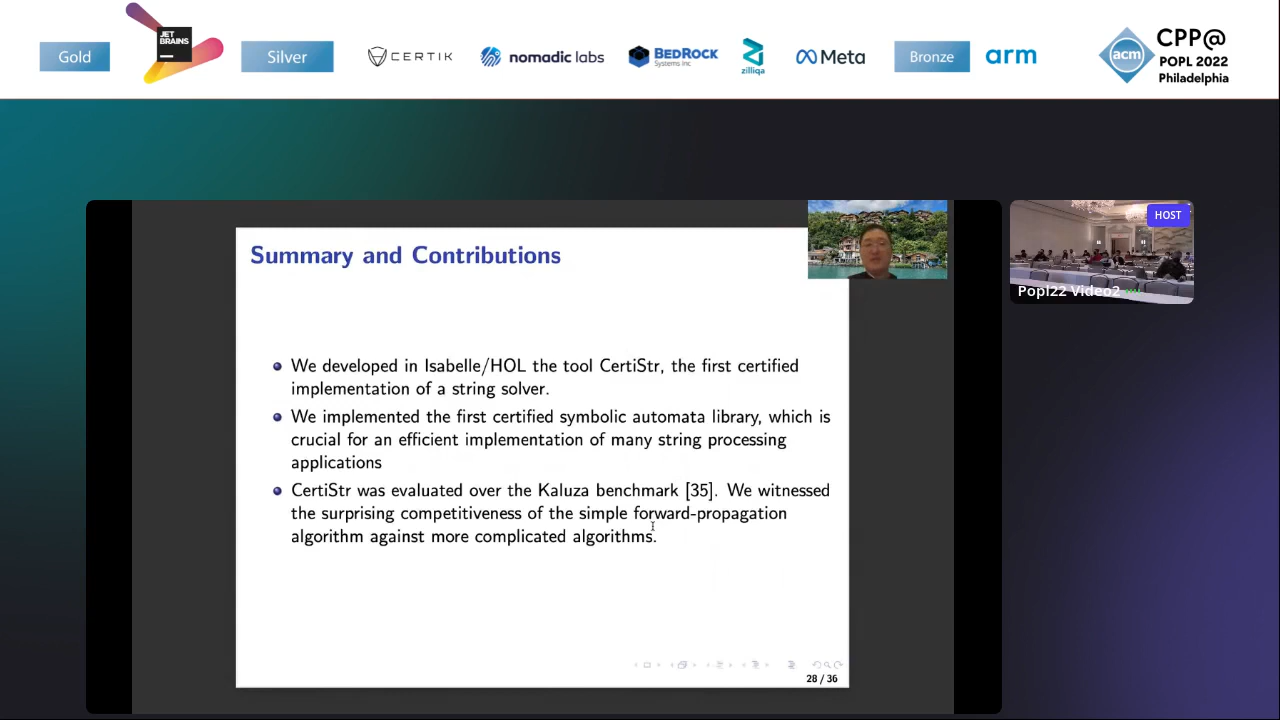 Gold
JET
BRAINS
Silver
CERTIK
nomadic labs
BEDROCK
Systems Inc
zilliqa
Meta
Bronze
arm
acm
CPP@
POPL 2022
Philadelphia
HOST
Popl22 Video2
Summary and Contributions
We developed in Isabelle/HOL the tool CertiStr, the first certified
implementation of a string solver.
We implemented the first certified symbolic automata library, which is
crucial for an efficient implementation of many string processing
applications
CertiStr was evaluated over the Kaluza benchmark [35]. We witnessed
the surprising competitiveness of the simple forward-propagation
algorithm against more complicated algorithms.
28 / 36